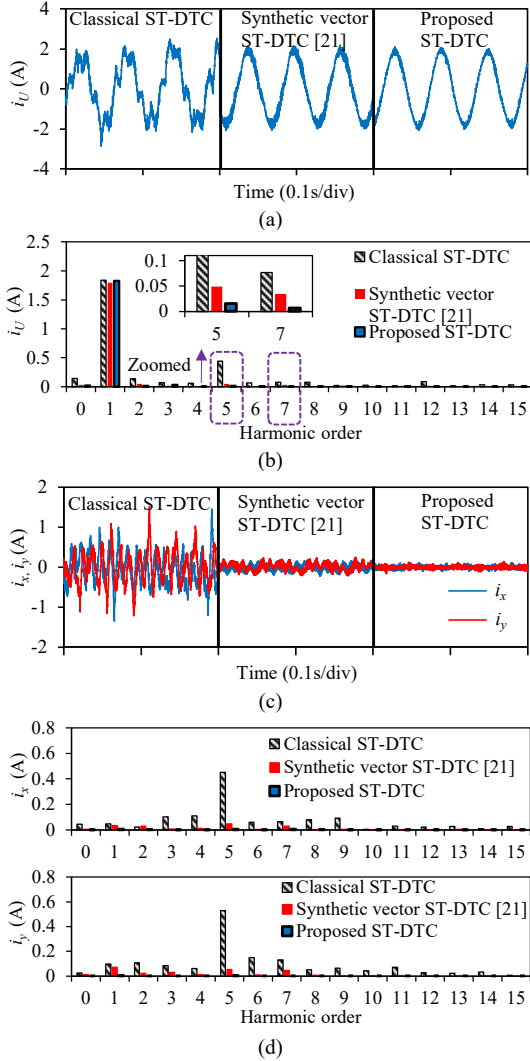 4
2
0
-2
-4
i_U (A)
Classical ST-DTC
Synthetic vector
ST-DTC [21]
Proposed
ST-DTC
Time (0.1s/div)
(a)
2.5
2
1.5
1
0.5
0
i_U (A)
0.1
0.05
0
5
7
Classical ST-DTC
Synthetic vector
ST-DTC [21]
Proposed ST-DTC
Zoomed
0 1 2 3 4 5 6 7 8 9 10 11 12 13 14 15
Harmonic order
(b)
2
1
0
-1
-2
i_x, i_y (A)
Classical ST-DTC
Synthetic vector
ST-DTC [21]
Proposed
ST-DTC
i_x
i_y
Time (0.1s/div)
(c)
0.8
0.6
0.4
0.2
0
i_x (A)
Classical ST-DTC
Synthetic vector ST-DTC [21]
Proposed ST-DTC
0 1 2 3 4 5 6 7 8 9 10 11 12 13 14 15
0.8
0.6
0.4
0.2
0
i_y (A)
Classical ST-DTC
Synthetic vector ST-DTC [21]
Proposed ST-DTC
0 1 2 3 4 5 6 7 8 9 10 11 12 13 14 15
Harmonic order
(d)